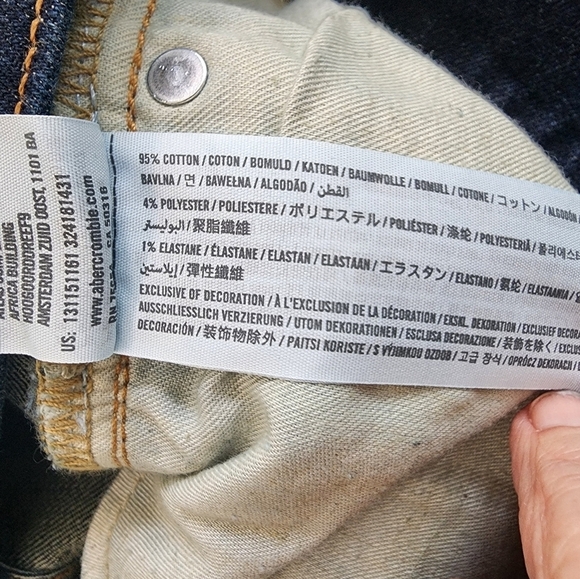 95% COTTON / COTON / BOMULD / KATOEN / BAUMWOLLE / BOMULL / COTONE / コットン / ALGODÓN
BAVLNA / 면 / BAWEŁNA / ALGODÃO / القطن
4% POLYESTER / POLIESTERE / ポリエステル / POLIÉSTER / 涤纶 / POLYESTERIÄ / 폴리에스터
البوليستر / 聚脂纖維
1% ELASTANE / ÉLASTANE / ELASTAN / ELASTAAN / エラスタン / ELASTANO / 氨纶 / ELASTAANIA
إيلاستين / 彈性纖維
EXCLUSIVE OF DECORATION / À L'EXCLUSION DE LA DÉCORATION / EKSKL. DEKORATION / EXCLUSIEF
AUSSCHLIESSLICH VERZIERUNG / UTOM DEKORATIONEN / ESCLUSA DECORAZIONE / 装飾を除く
DECORACIÓN / 装饰物除外 / PAITSI KORISTE / S VÝJIMKOU OZDOB / 고급 장식 / OPRÓCZ DEKORACJI
AFRICA BUILDING
HOOGOORDDREEF9
AMSTERDAM ZUID OOST, 1101 BA
US: 131151161 324181431
www.abercrombie.com